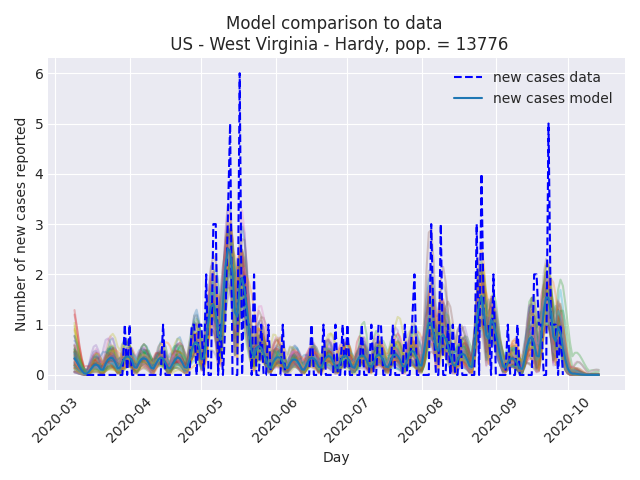 Model comparison to data
US - West Virginia - Hardy, pop. = 13776
new cases data
new cases model
Number of new cases reported
6
5
4
3
2
1
0
2020-03
2020-04
2020-05
2020-06
2020-07
2020-08
2020-09
2020-10
Day